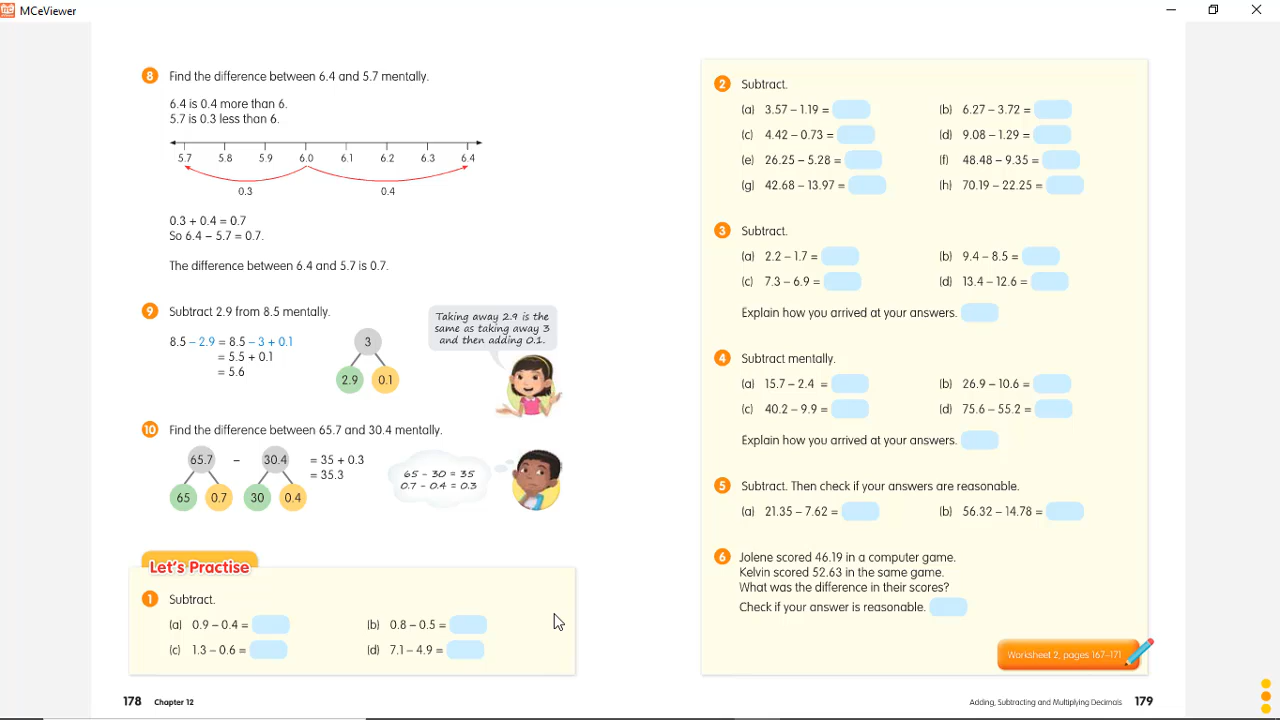 MCeViewer
8 Find the difference between 6.4 and 5.7 mentally.
6.4 is 0.4 more than 6.
5.7 is 0.3 less than 6.
5.7 5.8 5.9 6.0 6.1 6.2 6.3 6.4
0.3 0.4
0.3 + 0.4 = 0.7
So 6.4 – 5.7 = 0.7.
The difference between 6.4 and 5.7 is 0.7.
9 Subtract 2.9 from 8.5 mentally.
8.5 – 2.9 = 8.5 – 3 + 0.1
= 5.5 + 0.1
= 5.6
3
2.9 0.1
Taking away 2.9 is the
same as taking away 3
and then adding 0.1.
10 Find the difference between 65.7 and 30.4 mentally.
65.7 – 30.4 = 35 + 0.3
= 35.3
65 0.7 30 0.4
65 – 30 = 35
0.7 – 0.4 = 0.3
Let's Practise
1 Subtract.
(a) 0.9 – 0.4 = (b) 0.8 – 0.5 =
(c) 1.3 – 0.6 = (d) 7.1 – 4.9 =
178 Chapter 12
2 Subtract.
(a) 3.57 – 1.19 = (b) 6.27 – 3.72 =
(c) 4.42 – 0.73 = (d) 9.08 – 1.29 =
(e) 26.25 – 5.28 = (f) 48.48 – 9.35 =
(g) 42.68 – 13.97 = (h) 70.19 – 22.25 =
3 Subtract.
(a) 2.2 – 1.7 = (b) 9.4 – 8.5 =
(c) 7.3 – 6.9 = (d) 13.4 – 12.6 =
Explain how you arrived at your answers.
4 Subtract mentally.
(a) 15.7 – 2.4 = (b) 26.9 – 10.6 =
(c) 40.2 – 9.9 = (d) 75.6 – 55.2 =
Explain how you arrived at your answers.
5 Subtract. Then check if your answers are reasonable.
(a) 21.35 – 7.62 = (b) 56.32 – 14.78 =
6 Jolene scored 46.19 in a computer game.
Kelvin scored 52.63 in the same game.
What was the difference in their scores?
Check if your answer is reasonable.
Worksheet 2, pages 167–171
Adding, Subtracting and Multiplying Decimals 179